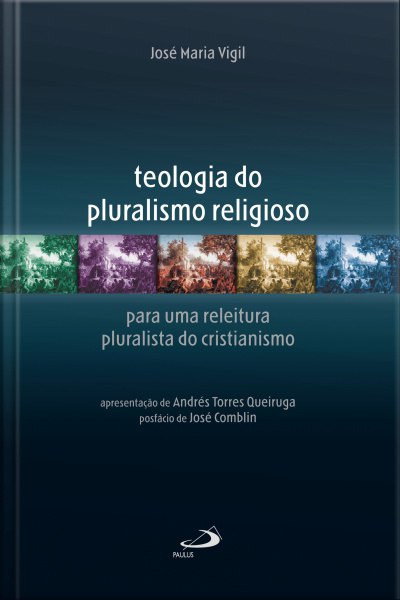 José Maria Vigil
teologia do
pluralismo religioso
para uma releitura
pluralista do cristianismo
apresentação de Andrés Torres Queiruga
posfácio de José Comblin
PAULUS